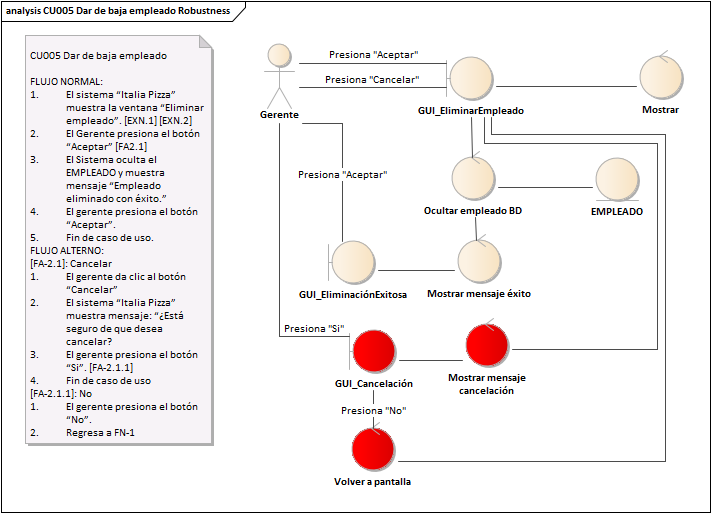 analysis CU005 Dar de baja empleado Robustness
CU005 Dar de baja empleado
FLUJO NORMAL:
1. El sistema “Italia Pizza”
muestra la ventana “Eliminar
empleado”. [EXN.1] [EXN.2]
2. El Gerente presiona el botón
“Aceptar” [FA2.1]
3. El Sistema oculta el
EMPLEADO y muestra
mensaje “Empleado
eliminado con éxito.”
4. El gerente presiona el botón
“Aceptar”.
5. Fin de caso de uso.
FLUJO ALTERNO:
[FA-2.1]: Cancelar
1. El gerente da clic al botón
“Cancelar”
2. El sistema “Italia Pizza”
muestra mensaje: “¿Está
seguro de que desea
cancelar?
3. El gerente presiona el botón
“Si”. [FA-2.1.1]
4. Fin de caso de uso
[FA-2.1.1]: No
1. El gerente presiona el botón
“No”.
2. Regresa a FN-1
Presiona "Aceptar"
Presiona "Cancelar"
Gerente
GUI_EliminarEmpleado
Mostrar
Presiona "Aceptar"
Ocultar empleado BD
EMPLEADO
GUI_EliminaciónExitosa
Mostrar mensaje éxito
Presiona "Si"
GUI_Cancelación
Mostrar mensaje
cancelación
Presiona "No"
Volver a pantalla